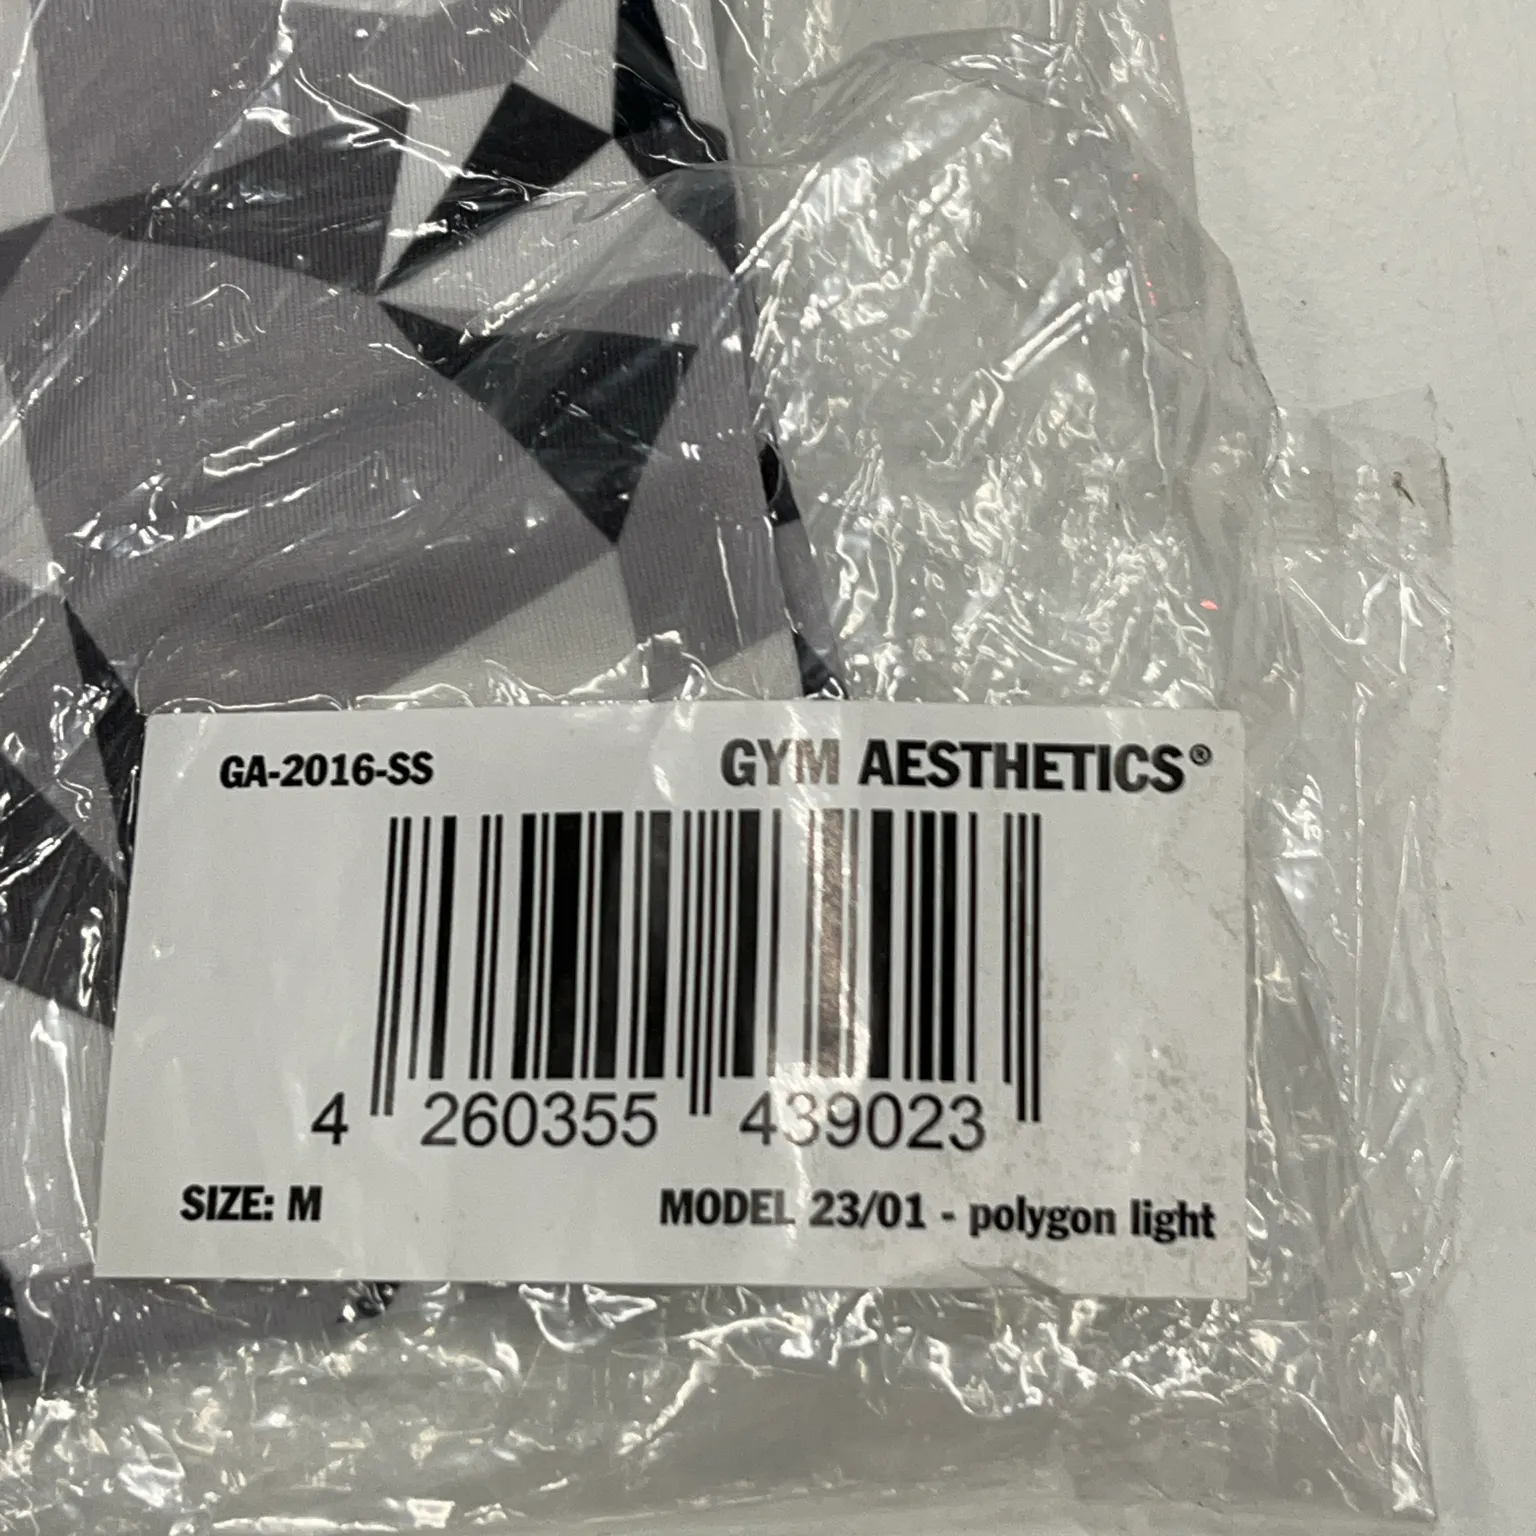 GA-2016-SS
GYM AESTHETICS®
4 260355 439023
SIZE: M
MODEL 23/01 - polygon light